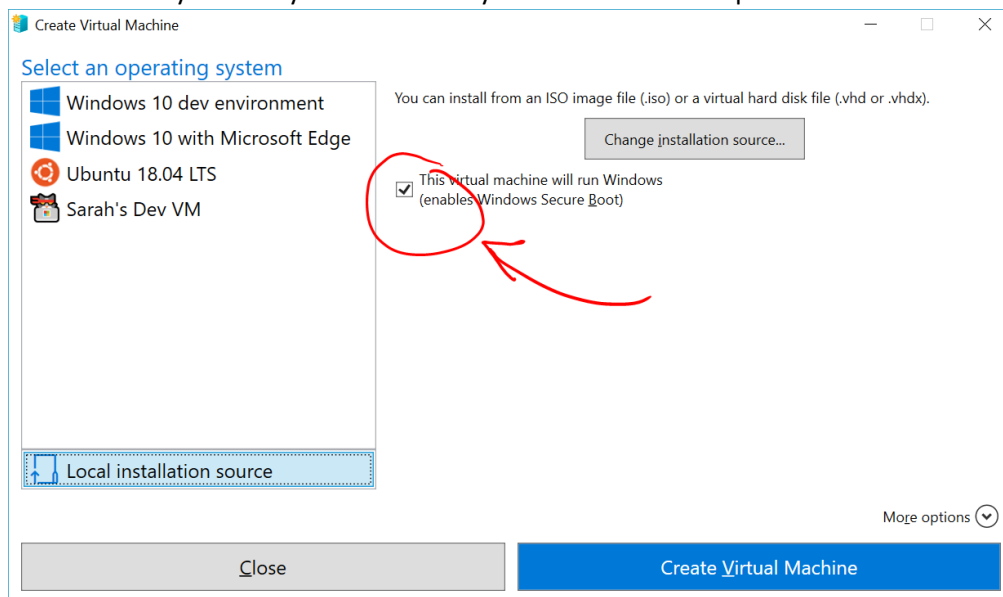 Create Virtual Machine
Select an operating system
Windows 10 dev environment
Windows 10 with Microsoft Edge
Ubuntu 18.04 LTS
Sarah's Dev VM
Local installation source
You can install from an ISO image file (.iso) or a virtual hard disk file (.vhd or .vhdx).
Change installation source...
This virtual machine will run Windows
(enables Windows Secure Boot)
More options
Close
Create Virtual Machine